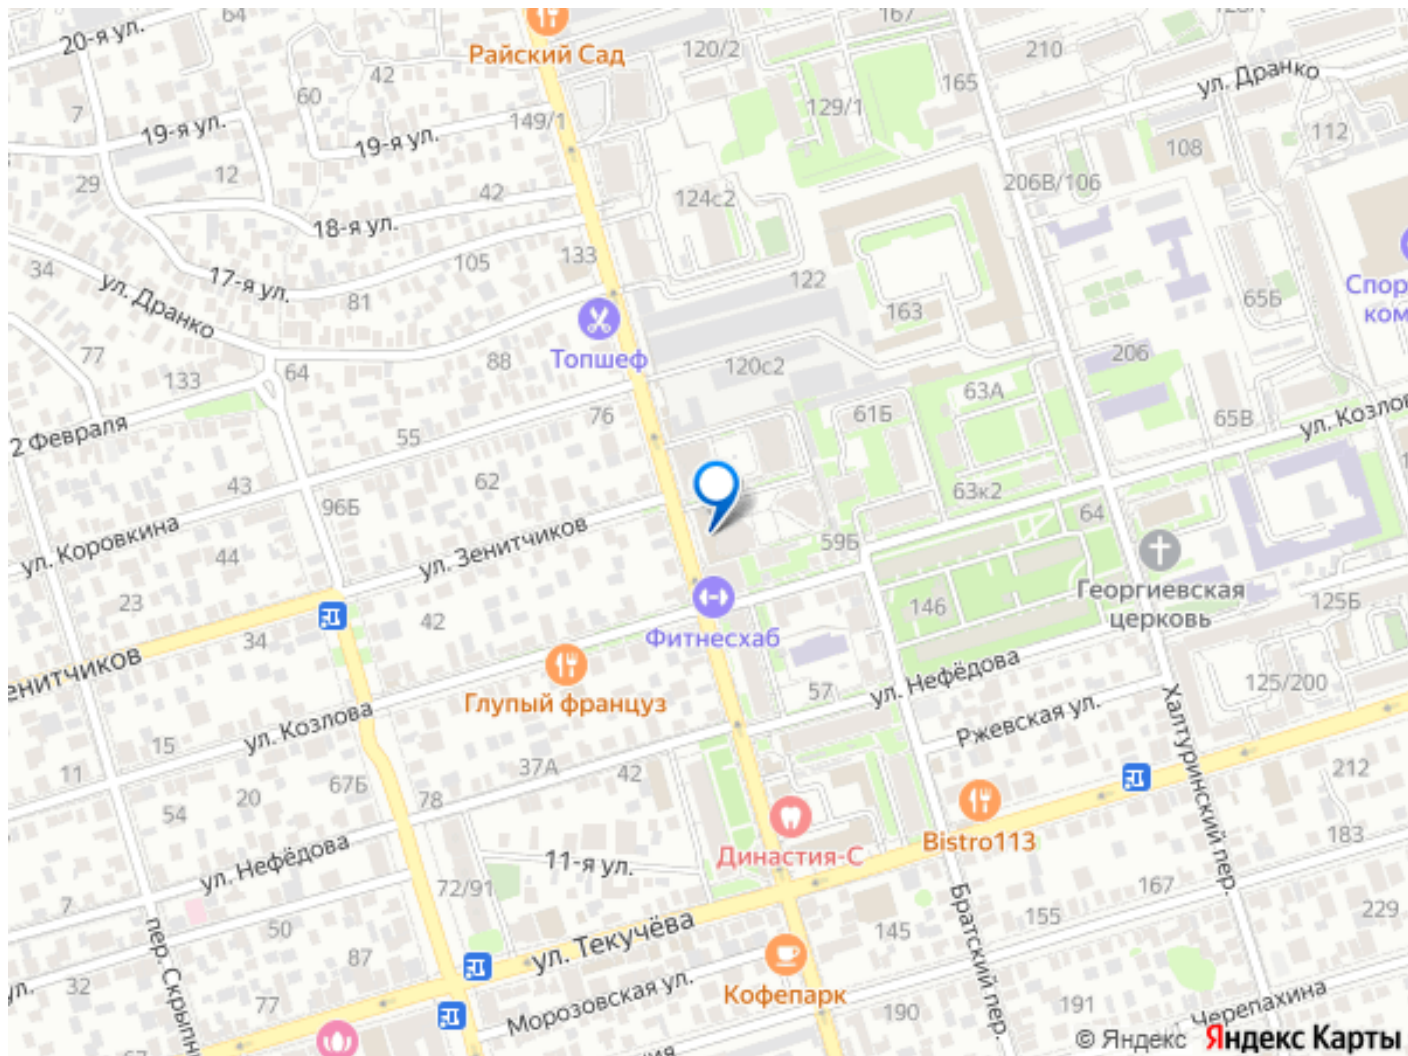 64
167
20-я ул.
Райский Сад
120/2
210
42
165
ул. Дранко
60
7
129/1
149/1
19-я ул.
19-я ул.
112
108
29
12
42
206В/106
124с2
18-я ул.
133
34
105
17-я ул.
122
81
65Б
163
ул. Дранко
Топшеф
77
88
206
64
120с2
133
63А
76
61Б
65В
2 Февраля
55
62
43
63к2
96Б
64
ул. Коровкина
ул. Зенитчиков
59Б
44
Георгиевская
церковь
23
146
125Б
42
34
Фитнесхаб
ул. Нефёдова
57
125/200
Глупый француз
ул. Козлова
Ржевская ул.
15
11
37А
42
67Б
212
20
78
54
Bistro113
183
Династия-С
11-я ул.
ул. Нефёдова
72/91
167
Халтуринский пер.
7
155
229
50
ул. Текучёва
145
87
32
Братский пер.
77
Кофепарк
Морозовская ул.
191
190
Черепахина
© Яндекс Яндекс Карты